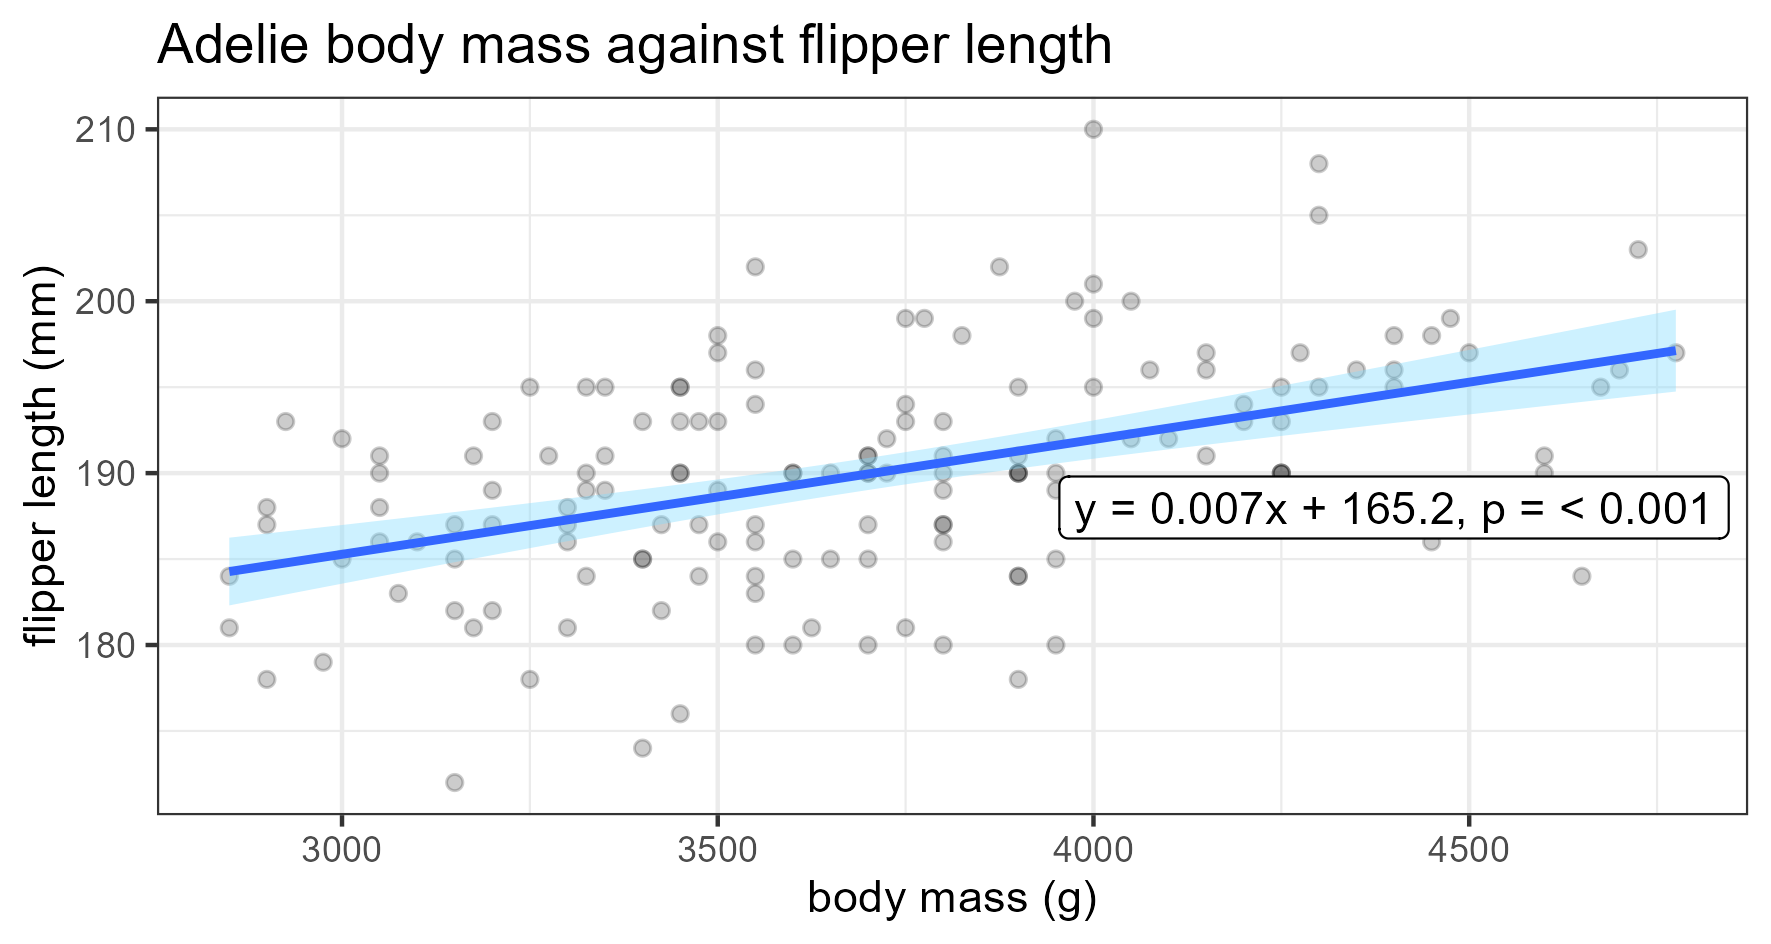 Adelie body mass against flipper length
210
200
190
180
flipper length (mm)
y = 0.007x + 165.2, p = < 0.001
3000 3500 4000 4500
body mass (g)